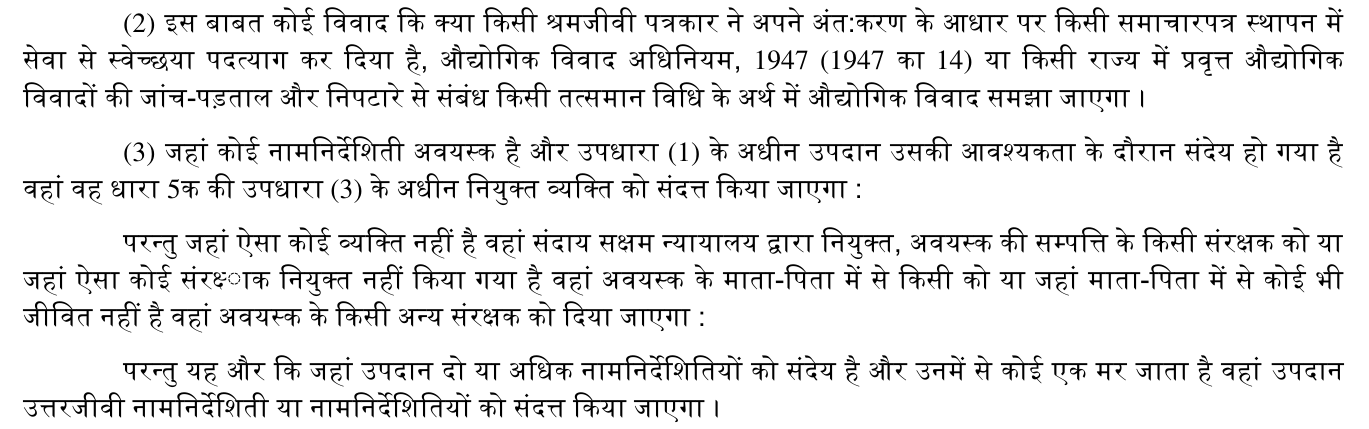 (2) इस बाबत कोई विवाद कि क्या किसी श्रमजीवी पत्रकार ने अपने अंत:करण के आधार पर किसी समाचारपत्र स्थापन में
सेवा से स्वेच्छया पदत्याग कर दिया है, औद्योगिक विवाद अधिनियम, 1947 (1947 का 14) या किसी राज्य में प्रवृत्त औद्योगिक
विवादों की जांच-पड़ताल और निपटारे से संबंध किसी तत्समान विधि के अर्थ में औद्योगिक विवाद समझा जाएगा ।
(3) जहां कोई नामनिर्देशिती अवयस्क है और उपधारा (1) के अधीन उपदान उसकी आवश्यकता के दौरान संदेय हो गया है
वहां वह धारा 5क की उपधारा (3) के अधीन नियुक्त व्यक्ति को संदत्त किया जाएगा :
परन्तु जहां ऐसा कोई व्यक्ति नहीं है वहां संदाय सक्षम न्यायालय द्वारा नियुक्त, अवयस्क की सम्पत्ति के किसी संरक्षक को या
जहां ऐसा कोई संरक्ष्‍ााक नियुक्त नहीं किया गया है वहां अवयस्क के माता-पिता में से किसी को या जहां माता-पिता में से कोई भी
जीवित नहीं है वहां अवयस्क के किसी अन्य संरक्षक को दिया जाएगा :
परन्तु यह और कि जहां उपदान दो या अधिक नामनिर्देशितियों को संदेय है और उनमें से कोई एक मर जाता है वहां उपदान
उत्तरजीवी नामनिर्देशिती या नामनिर्देशितियों को संदत्त किया जाएगा ।